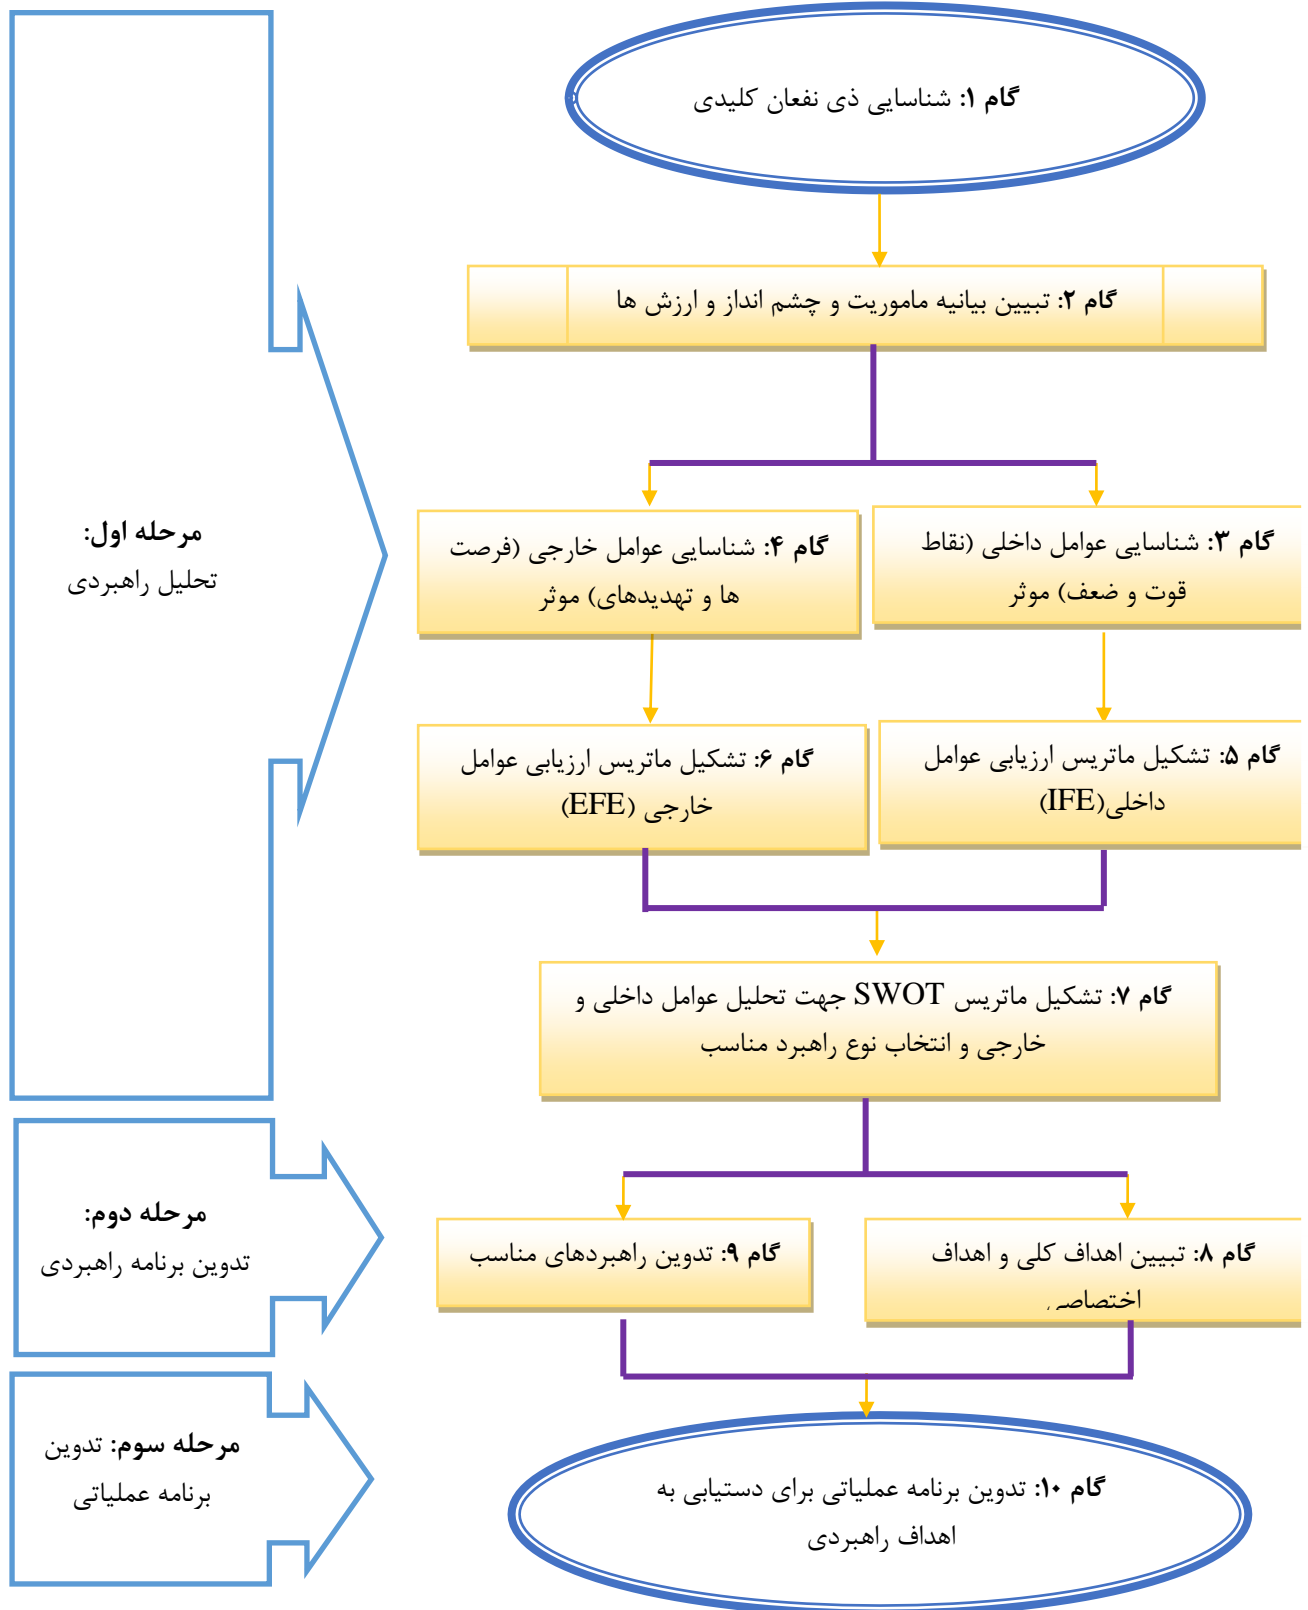 گام ۱: شناسایی ذی نفعان کلیدی
گام ۲: تبیین بیانیه ماموریت و چشم انداز و ارزش ها
مرحله اول:
تحلیل راهبردی
گام ۳: شناسایی عوامل داخلی (نقاط
قوت و ضعف) موثر
گام ۴: شناسایی عوامل خارجی (فرصت
ها و تهدیدهای) موثر
گام ۵: تشکیل ماتریس ارزیابی عوامل
داخلی(IFE)
گام ۶: تشکیل ماتریس ارزیابی عوامل
خارجی (EFE)
گام ۷: تشکیل ماتریس SWOT جهت تحلیل عوامل داخلی و
خارجی و انتخاب نوع راهبرد مناسب
مرحله دوم:
تدوین برنامه راهبردی
گام ۸: تبیین اهداف کلی و اهداف
اختصاصی
گام ۹: تدوین راهبردهای مناسب
مرحله سوم: تدوین
برنامه عملیاتی
گام ۱۰: تدوین برنامه عملیاتی برای دستیابی به
اهداف راهبردی